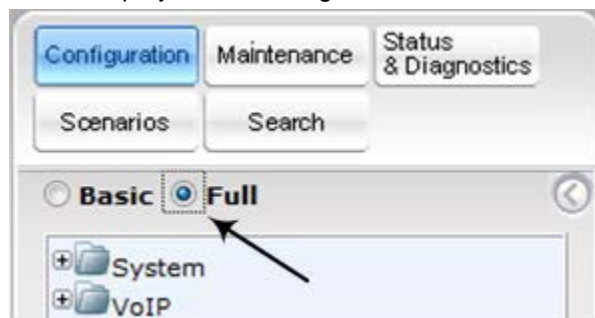 Configuration
Maintenance
Status
& Diagnostics
Scenarios
Search
Basic
Full
System
VoIP